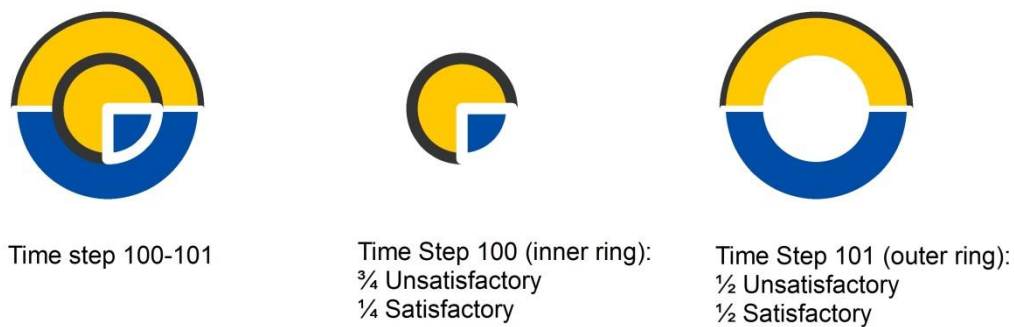 Time step 100-101
Time Step 100 (inner ring):
¾ Unsatisfactory
¼ Satisfactory
Time Step 101 (outer ring):
½ Unsatisfactory
½ Satisfactory